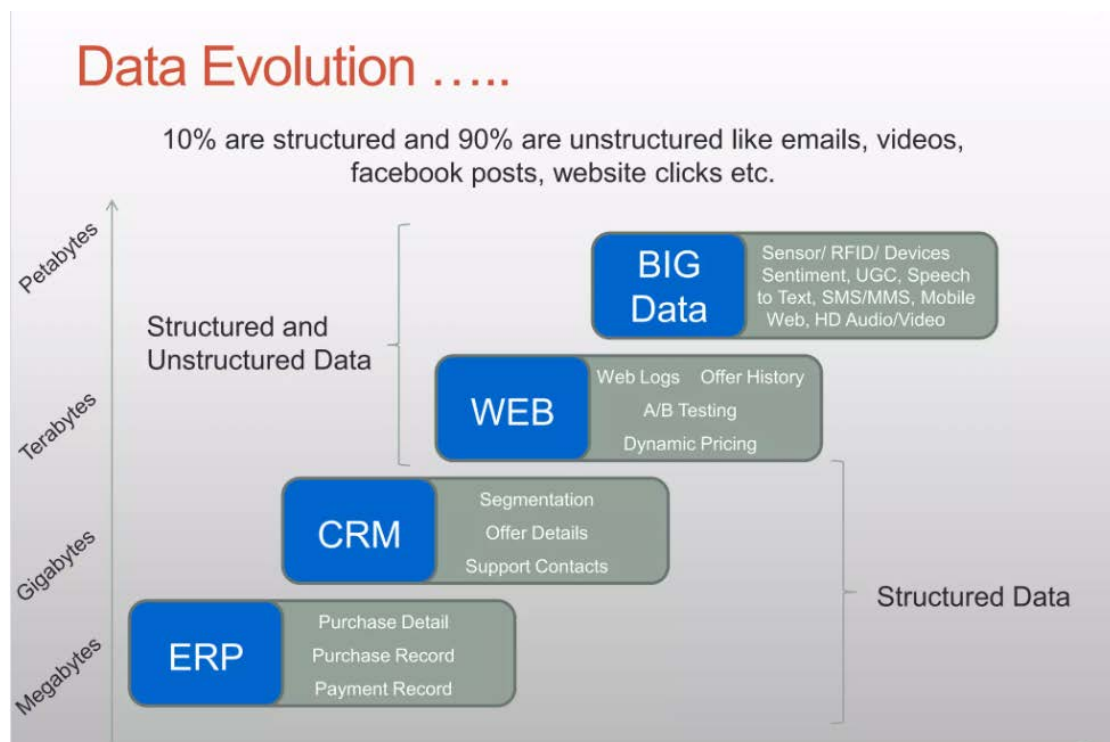 Data Evolution …..
10% are structured and 90% are unstructured like emails, videos,
facebook posts, website clicks etc.
Petabytes
BIG
Data
Sensor/ RFID/ Devices
Sentiment, UGC, Speech
to Text, SMS/MMS, Mobile
Web, HD Audio/Video
Structured and
Unstructured Data
Terabytes
WEB
Web Logs Offer History
A/B Testing
Dynamic Pricing
Gigabytes
CRM
Segmentation
Offer Details
Support Contacts
Structured Data
Megabytes
ERP
Purchase Detail
Purchase Record
Payment Record